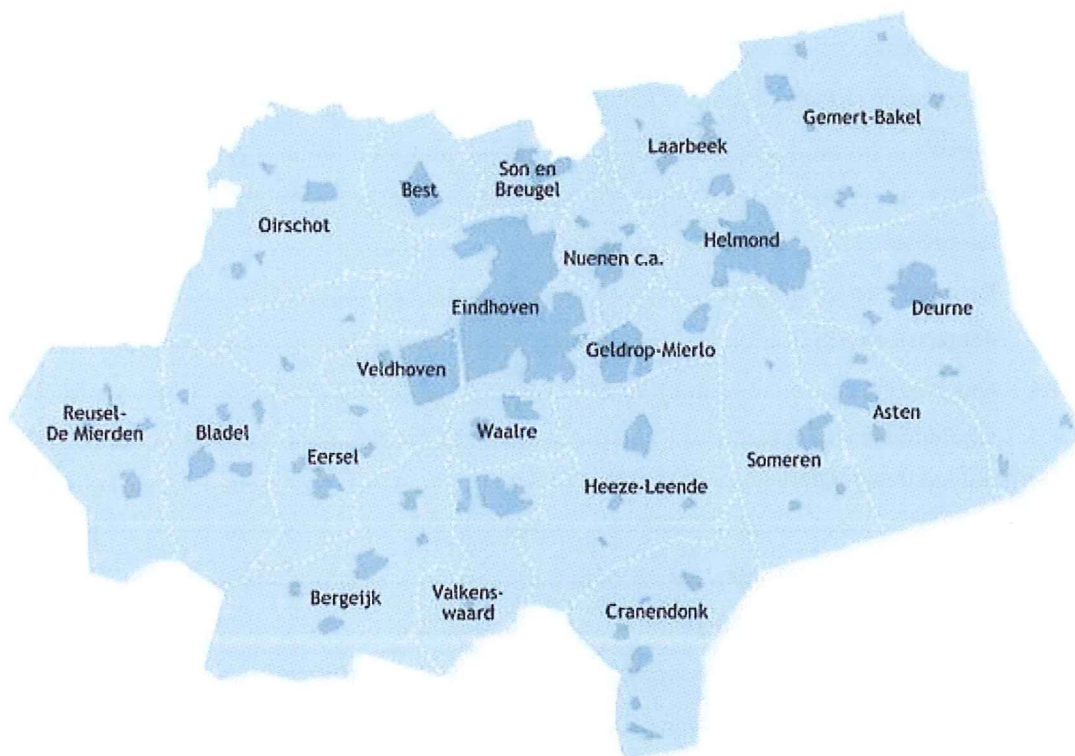 Gemert-Bakel
Laarbeek
Son en
Breugel
Best
Oirschot
Helmond
Nuenen c.a.
Eindhoven
Deurne
Geldrop-Mierlo
Veldhoven
Reusel-
De Mierden
Bladel
Asten
Waalre
Eersel
Someren
Heeze-Leende
Bergeijk
Valkens-
waard
Cranendonk